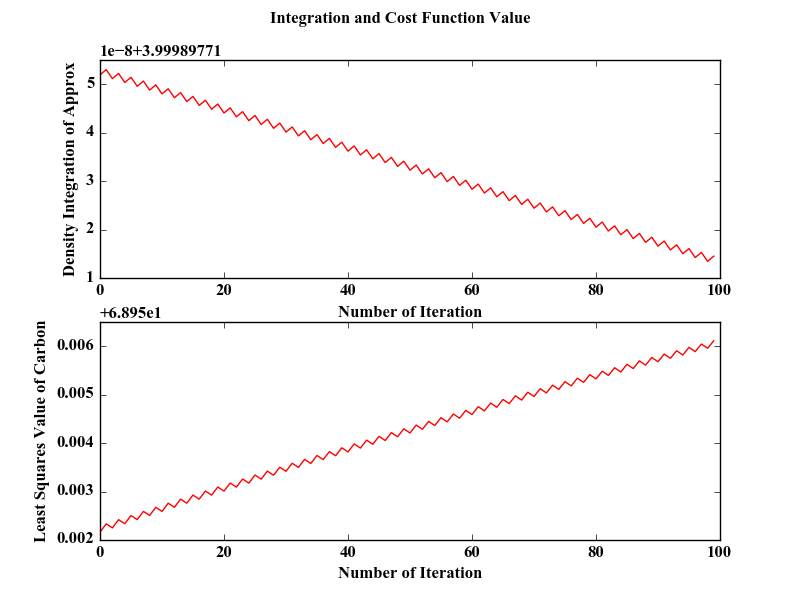 Integration and Cost Function Value
1e−8+3.99989771
5
4
3
2
1
Density Integration of Approx
0 20 40 60 80 100
Number of Iteration
+6.895e1
0.006
0.005
0.004
0.003
0.002
Least Squares Value of Carbon
0 20 40 60 80 100
Number of Iteration